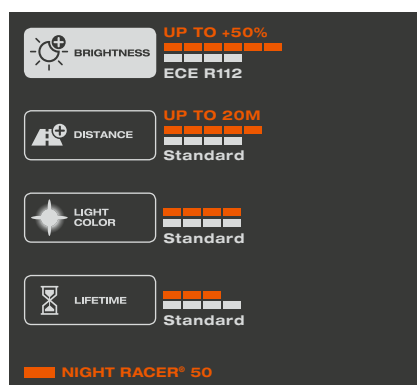 UP TO +50%
BRIGHTNESS
ECE R112
UP TO 20M
DISTANCE
Standard
LIGHT
COLOR
Standard
LIFETIME
Standard
NIGHT RACER® 50